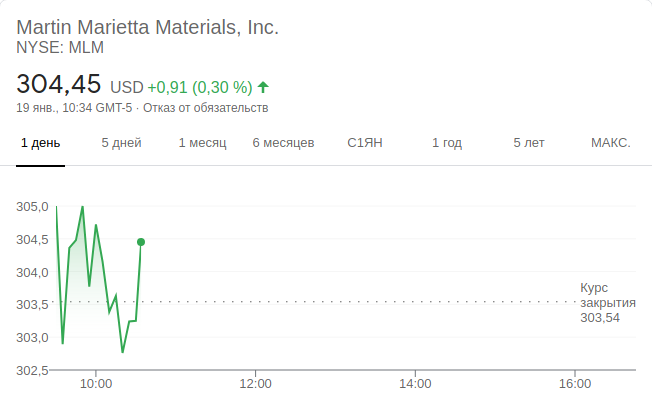 Martin Marietta Materials, Inc.
NYSE: MLM
304,45 USD +0,91 (0,30 %)
19 янв., 10:34 GMT-5 · Отказ от обязательств
1 день 5 дней 1 месяц 6 месяцев С1ЯН 1 год 5 лет МАКС.
305,0
304,5
304,0
303,5
303,0
302,5
Курс
закрытия
303,54
10:00 12:00 14:00 16:00